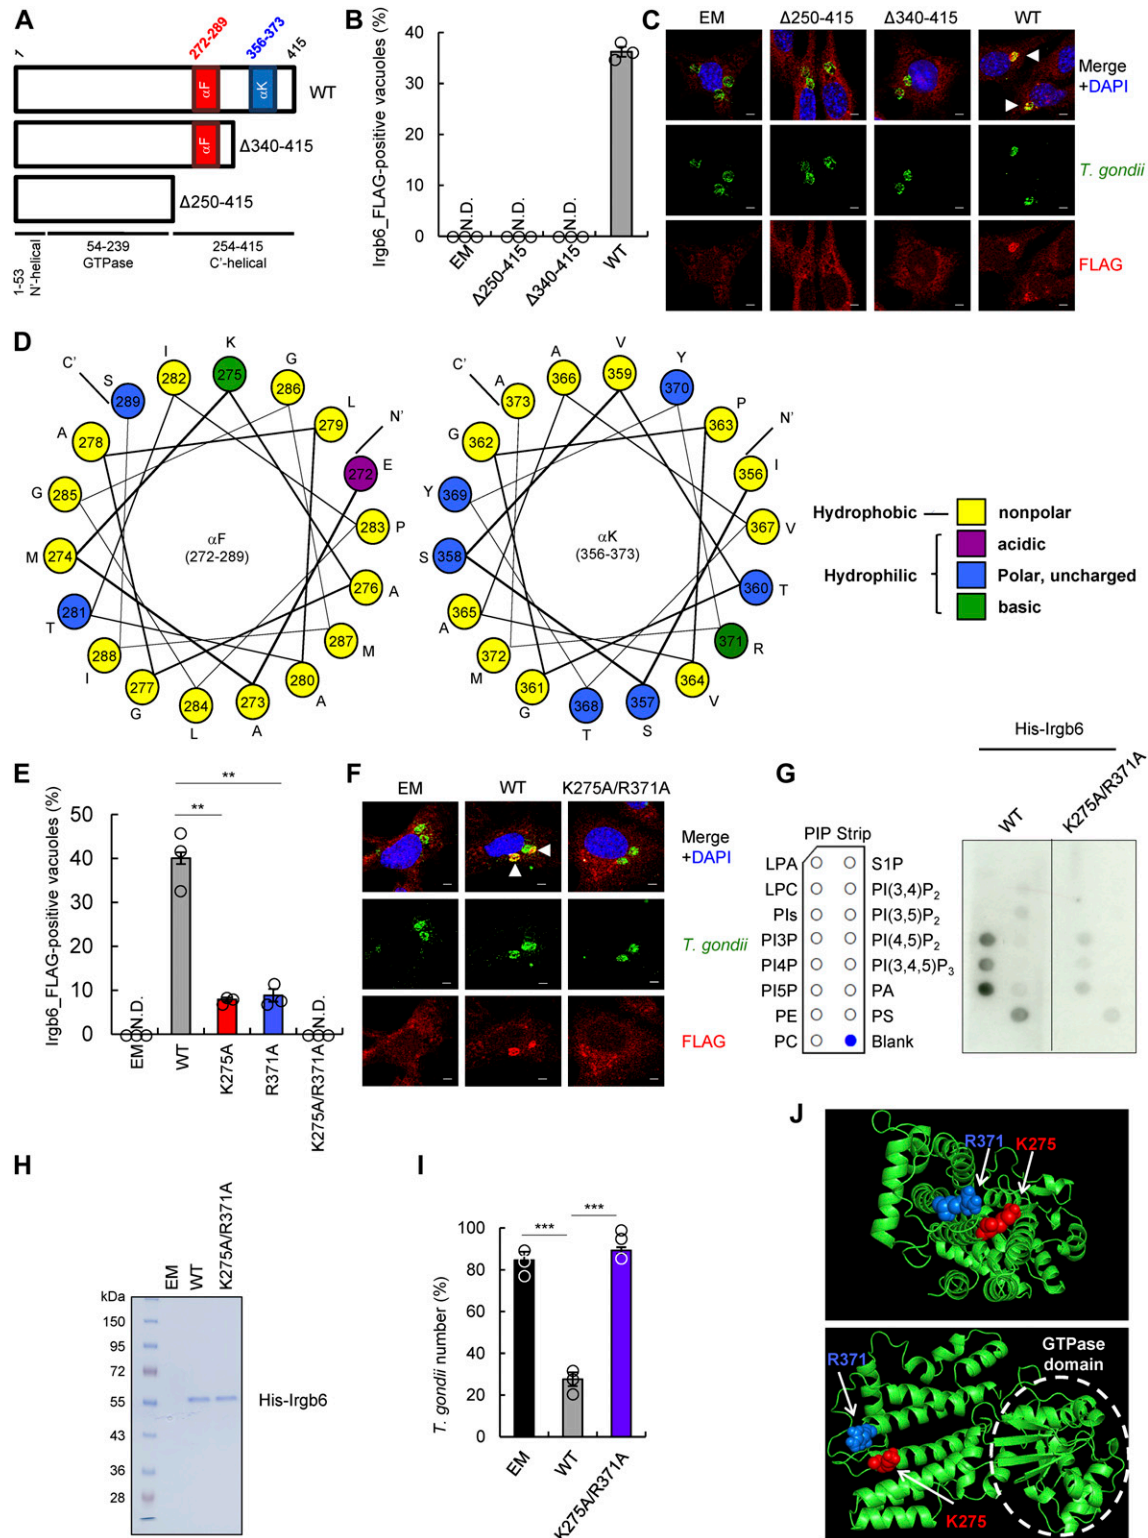 A
1
272-289
356-373
415
αF
αK
WT
αF
Δ340-415
Δ250-415
1-53
N'-helical
54-239
GTPase
254-415
C'-helical
B
Irgb6_FLAG-positive vacuoles (%)
40
30
20
10
0
N.D.
N.D.
N.D.
EM
Δ250-415
Δ340-415
WT
C
EM
Δ250-415
Δ340-415
WT
Merge
+DAPI
T. gondii
FLAG
D
C'
S
289
I
282
K
275
G
286
L
279
N'
E
272
P
283
A
276
M
287
A
280
A
273
L
284
G
277
I
288
T
281
M
274
G
285
A
278
αF
(272-289)
C'
A
373
A
366
V
359
Y
370
P
363
N'
I
356
V
367
T
360
R
371
V
364
S
357
T
368
G
361
M
372
A
365
S
358
Y
369
G
362
αK
(356-373)
Hydrophobic
nonpolar
Hydrophilic
acidic
Polar, uncharged
basic
E
Irgb6_FLAG-positive vacuoles (%)
50
40
30
20
10
0
**
**
N.D.
N.D.
EM
WT
K275A
R371A
K275A/R371A
F
EM
WT
K275A/R371A
Merge
+DAPI
T. gondii
FLAG
G
His-Irgb6
WT
K275A/R371A
PIP Strip
LPA
S1P
LPC
PI(3,4)P2
PIs
PI(3,5)P2
PI3P
PI(4,5)P2
PI4P
PI(3,4,5)P3
PI5P
PA
PE
PS
PC
Blank
H
EM
WT
K275A/R371A
kDa
150
95
72
55
43
36
28
His-Irgb6
I
T. gondii number (%)
100
80
60
40
20
0
***
***
EM
WT
K275A/R371A
J
R371
K275
R371
GTPase
domain
K275